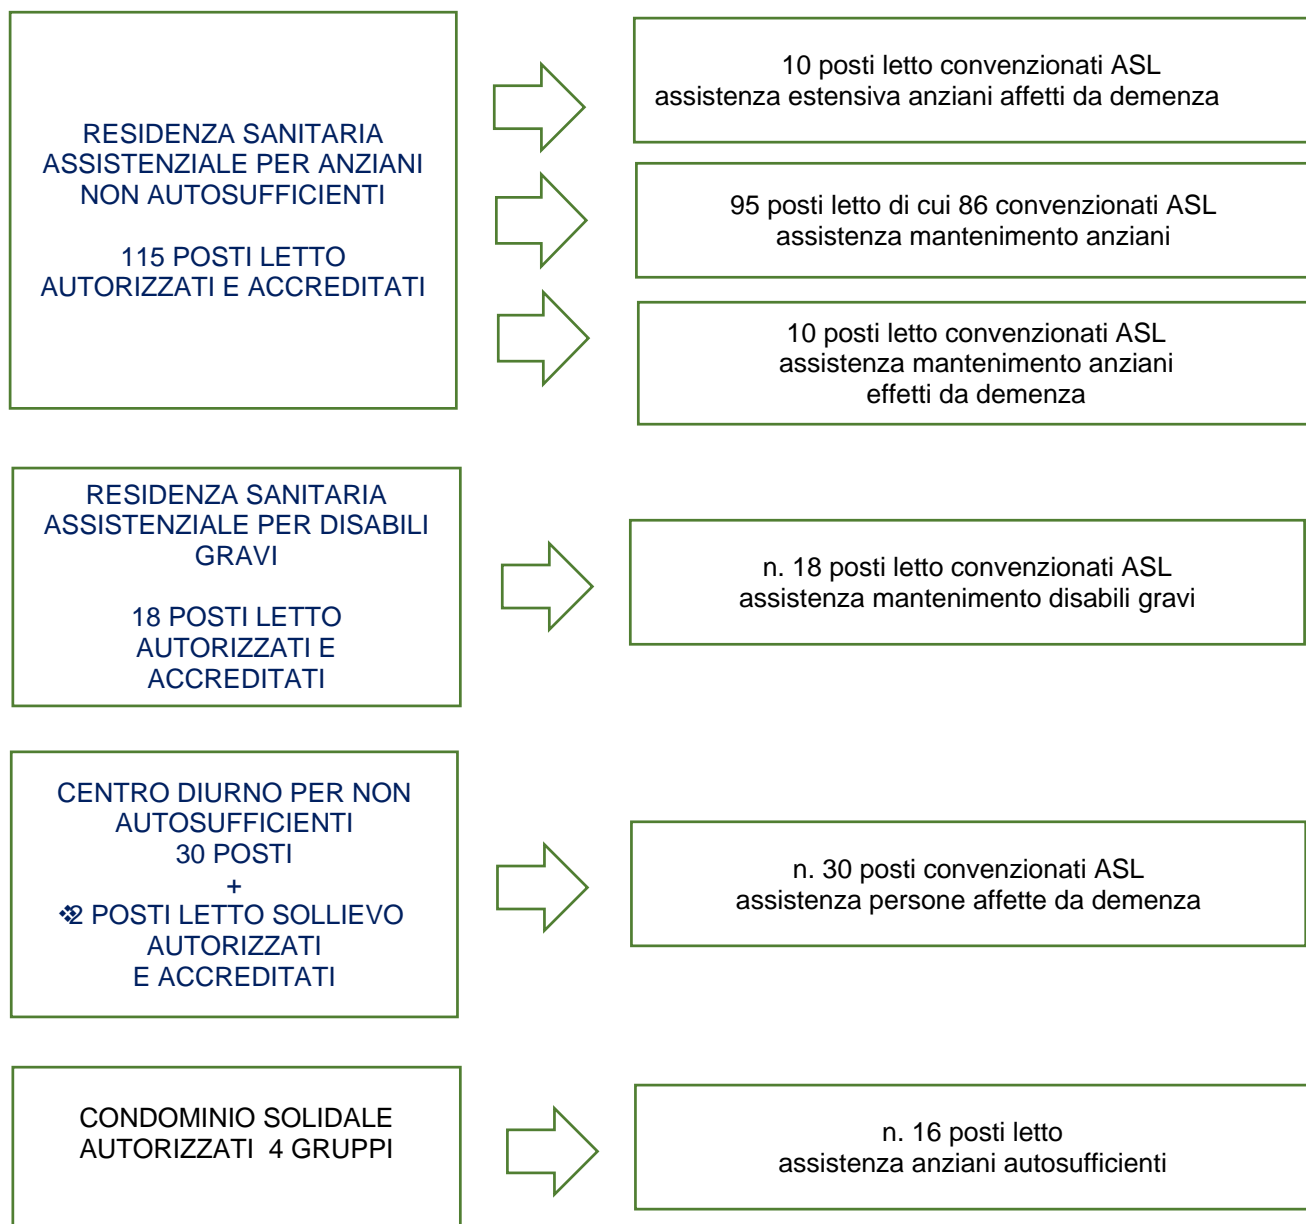 RESIDENZA SANITARIA
ASSISTENZIALE PER ANZIANI
NON AUTOSUFFICIENTI
115 POSTI LETTO
AUTORIZZATI E ACCREDITATI
10 posti letto convenzionati ASL
assistenza estensiva anziani affetti da demenza
95 posti letto di cui 86 convenzionati ASL
assistenza mantenimento anziani
10 posti letto convenzionati ASL
assistenza mantenimento anziani
effetti da demenza
RESIDENZA SANITARIA
ASSISTENZIALE PER DISABILI
GRAVI
18 POSTI LETTO
AUTORIZZATI E
ACCREDITATI
n. 18 posti letto convenzionati ASL
assistenza mantenimento disabili gravi
CENTRO DIURNO PER NON
AUTOSUFFICIENTI
30 POSTI
+
❖2 POSTI LETTO SOLLIEVO
AUTORIZZATI
E ACCREDITATI
n. 30 posti convenzionati ASL
assistenza persone affette da demenza
CONDOMINIO SOLIDALE
AUTORIZZATI 4 GRUPPI
n. 16 posti letto
assistenza anziani autosufficienti